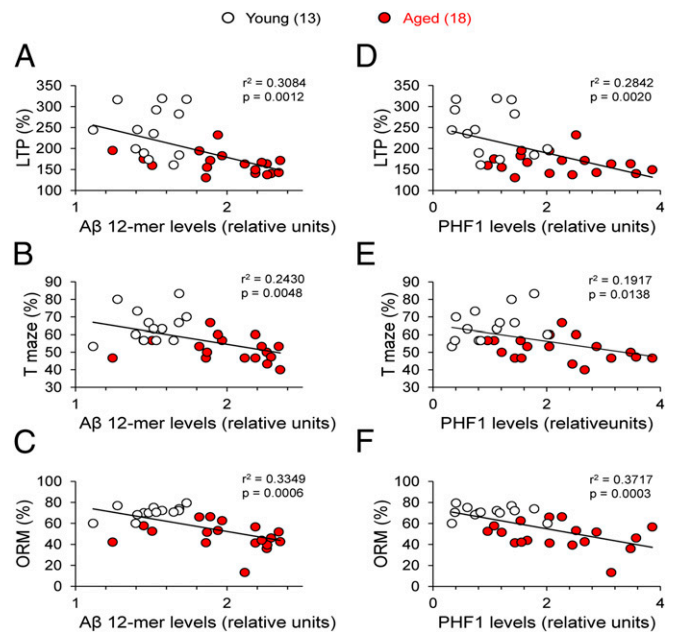 Young (13) Aged (18)
A
r² = 0.3084
p = 0.0012
350
300
250
200
150
100
LTP (%)
1 2
Aβ 12-mer levels (relative units)
D
r² = 0.2842
p = 0.0020
350
300
250
200
150
100
LTP (%)
0 2 4
PHF1 levels (relative units)
B
r² = 0.2430
p = 0.0048
90
80
70
60
50
40
30
T maze (%)
1 2
Aβ 12-mer levels (relative units)
E
r² = 0.1917
p = 0.0138
90
80
70
60
50
40
30
T maze (%)
0 2 4
PHF1 levels (relativeunits)
C
r² = 0.3349
p = 0.0006
100
80
60
40
20
0
ORM (%)
1 2
Aβ 12-mer levels (relative units)
F
r² = 0.3717
p = 0.0003
100
80
60
40
20
0
ORM (%)
0 2 4
PHF1 levels (relative units)